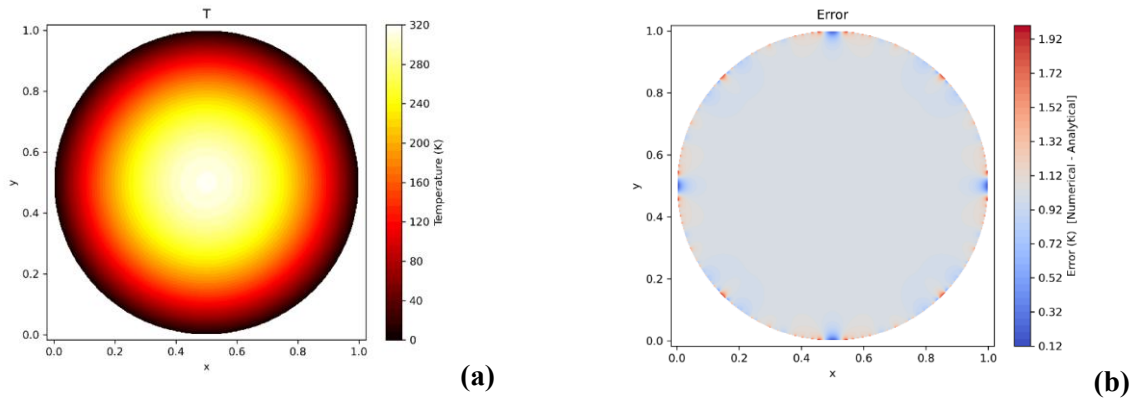 T
1.0
0.8
0.6
0.4
0.2
0.0
y
0.0 0.2 0.4 0.6 0.8 1.0
x
320
280
240
200
160
120
80
40
0
Temperature (K)
(a)
Error
1.0
0.8
0.6
0.4
0.2
0.0
y
0.0 0.2 0.4 0.6 0.8 1.0
x
1.92
1.72
1.52
1.32
1.12
0.92
0.72
0.52
0.32
0.12
Error (K) [Numerical - Analytical]
(b)